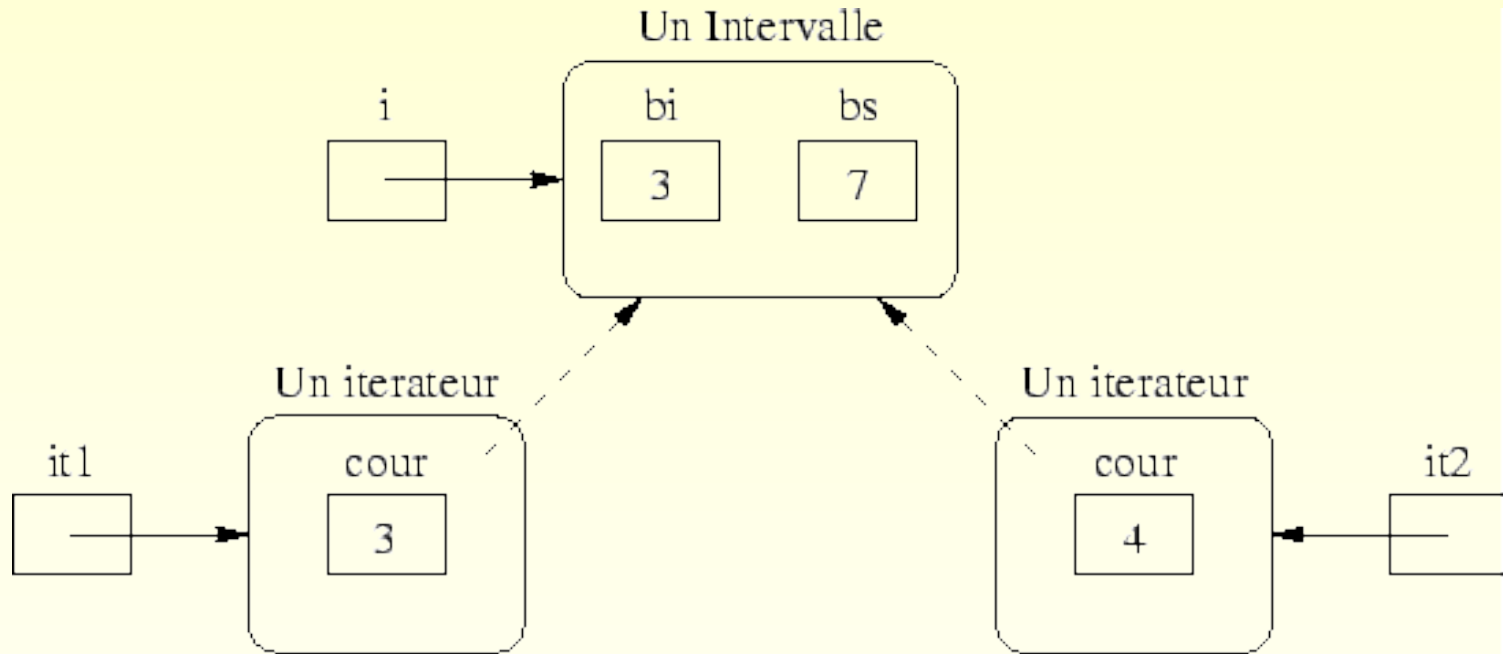 Un Intervalle
i
bi
bs
3
7
Un iterateur
Un iterateur
it1
cour
cour
it2
3
4